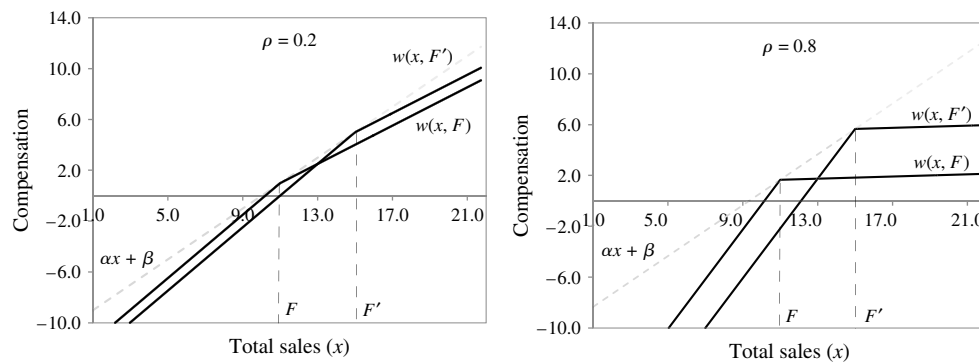 14.0
10.0
6.0
2.0
−2.0
−6.0
−10.0
1.0 5.0 9.0 13.0 17.0 21.0
ρ = 0.2
w(x, F′)
w(x, F)
αx + β
F F′
Compensation
Total sales (x)
14.0
10.0
6.0
2.0
−2.0
−6.0
−10.0
1.0 5.0 9.0 13.0 17.0 21.0
ρ = 0.8
w(x, F′)
w(x, F)
αx + β
F F′
Compensation
Total sales (x)